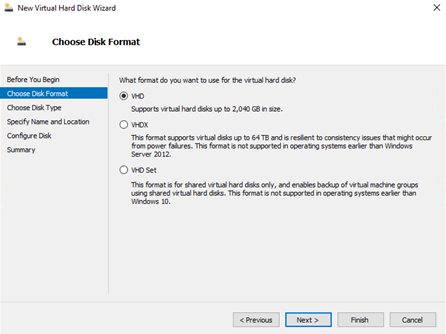 New Virtual Hard Disk Wizard
Choose Disk Format
Before You Begin
Choose Disk Format
Choose Disk Type
Specify Name and Location
Configure Disk
Summary
What format do you want to use for the virtual hard disk?
VHD
Supports virtual hard disks up to 2,040 GB in size.
VHDX
This format supports virtual disks up to 64 TB and is resilient to consistency issues that might occur
from power failures. This format is not supported in operating systems earlier than Windows
Server 2012.
VHD Set
This format is for shared virtual hard disks only, and enables backup of virtual machine groups
using shared virtual hard disks. This format is not supported in operating systems earlier than
Windows 10.
< Previous
Next >
Finish
Cancel